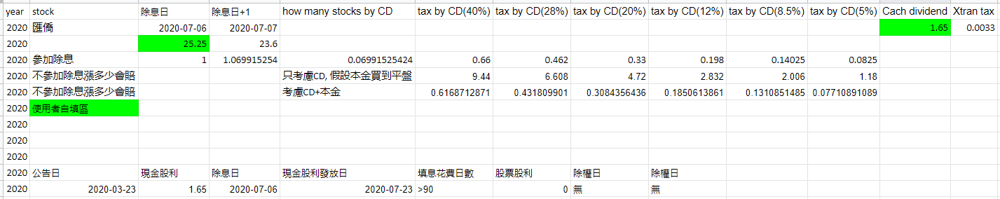 year stock 除息日 除息日+1 how many stocks by CD tax by CD(40%) tax by CD(28%) tax by CD(20%) tax by CD(12%) tax by CD(8.5%) tax by CD(5%) Cach dividend Xtran tax
2020 匯僑 2020-07-06 2020-07-07 1.65 0.0033
2020 25.25 23.6
2020 參加除息 1 1.069915254 0.06991525424 0.66 0.462 0.33 0.198 0.14025 0.0825
2020 不參加除息漲多少會賠 只考慮CD, 假設本金買到平盤 9.44 6.608 4.72 2.832 2.006 1.18
2020 不參加除息漲多少會賠 考慮CD+本金 0.6168712871 0.431809901 0.3084356436 0.1850613861 0.1310851485 0.07710891089
2020 使用者自填區
2020
2020
2020
2020 公告日 現金股利 除息日 現金股利發放日 填息花費日數 股票股利 除權日 除權日
2020 2020-03-23 1.65 2020-07-06 2020-07-23 >90 0 無 無